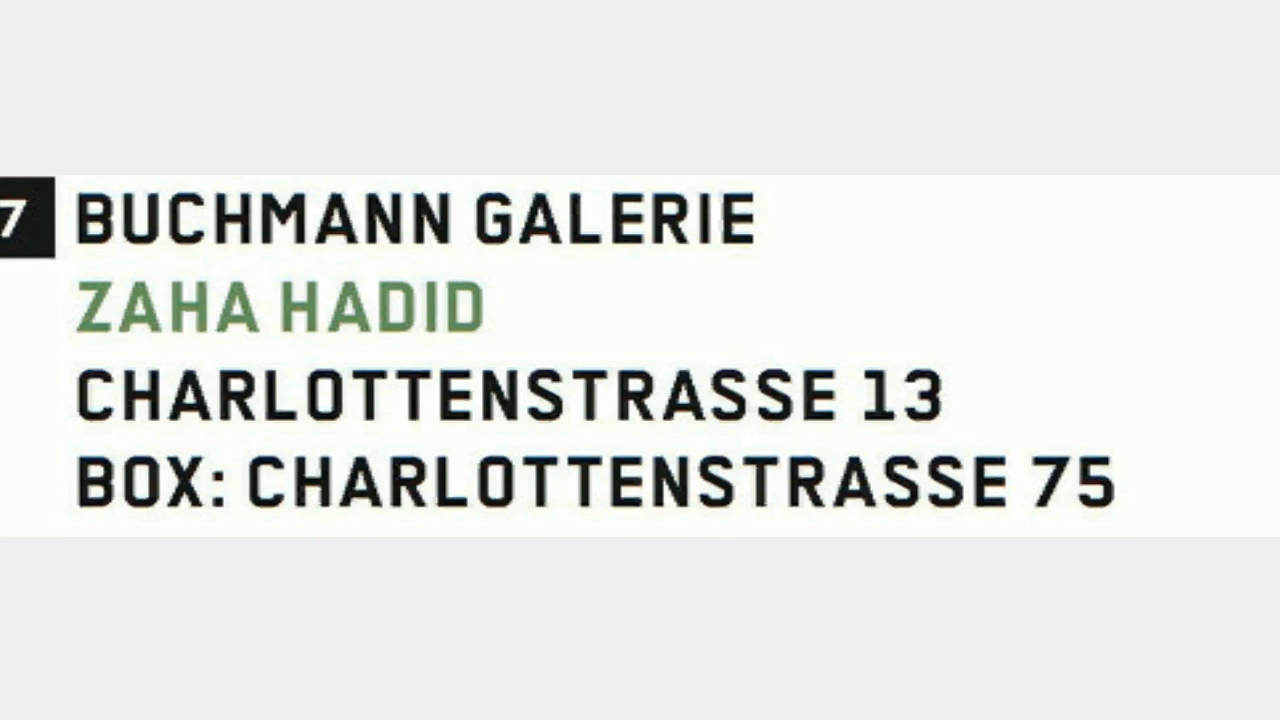 7 BUCHMANN GALERIE
ZAHA HADID
CHARLOTTENSTRASSE 13
BOX: CHARLOTTENSTRASSE 75